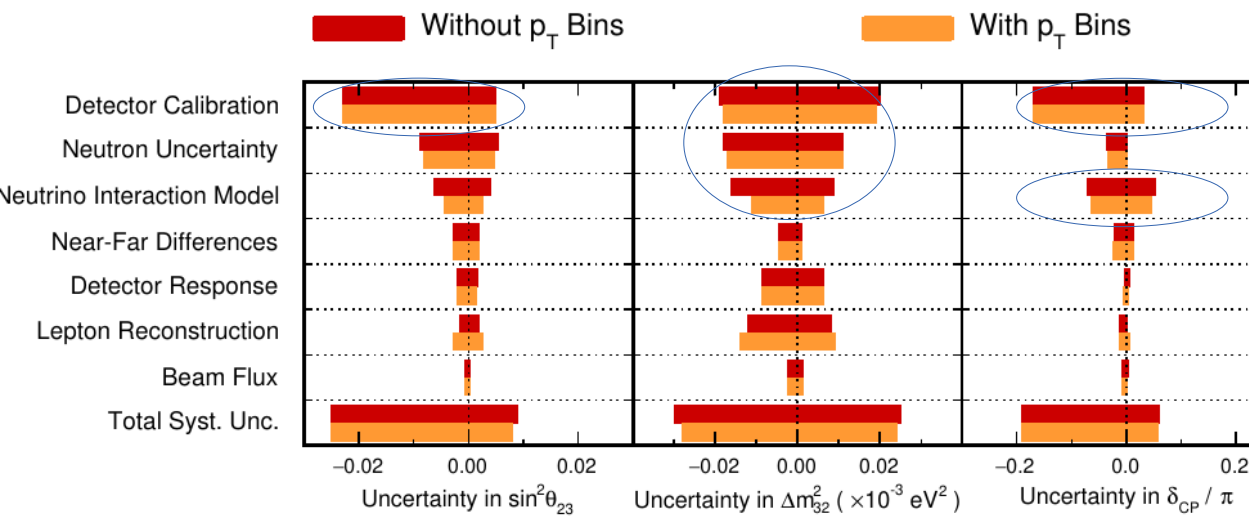 Without p_T Bins
With p_T Bins
Detector Calibration
Neutron Uncertainty
Neutrino Interaction Model
Near-Far Differences
Detector Response
Lepton Reconstruction
Beam Flux
Total Syst. Unc.
−0.02 0.00 0.02
−0.02 0.00 0.02
−0.2 0.0 0.2
Uncertainty in sin²θ₂₃
Uncertainty in Δm²₃₂ ( ×10⁻³ eV² )
Uncertainty in δ_CP / π